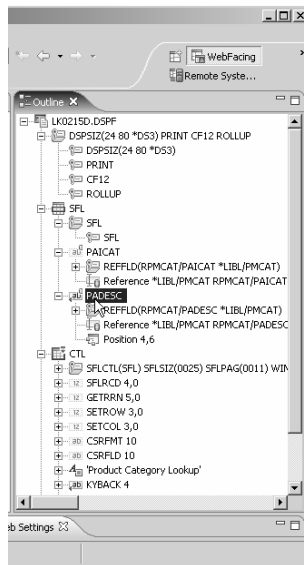 WebFacing
Remote Syste...
Outline
LK0215D.DSPF
DSPSIZ(24 80 *DS3) PRINT CF12 ROLLUP
DSPSIZ(24 80 *DS3)
PRINT
CF12
ROLLUP
SFL
SFL
SFL
PAICAT
REFFLD(RPMCAT/PAICAT *LIBL/PMCAT)
Reference *LIBL/PMCAT RPMCAT/PAICAT
PADESC
REFFLD(RPMCAT/PADESC *LIBL/PMCAT)
Reference *LIBL/PMCAT RPMCAT/PADESC
Position 4,6
CTL
SFLCTL(SFL) SFLSIZ(0025) SFLPAG(0011) WIN
SFLRCD 4,0
GETRRN 5,0
SETROW 3,0
SETCOL 3,0
CSRFMT 10
CSRFLD 10
'Product Category Lookup'
KYBACK 4
eb Settings